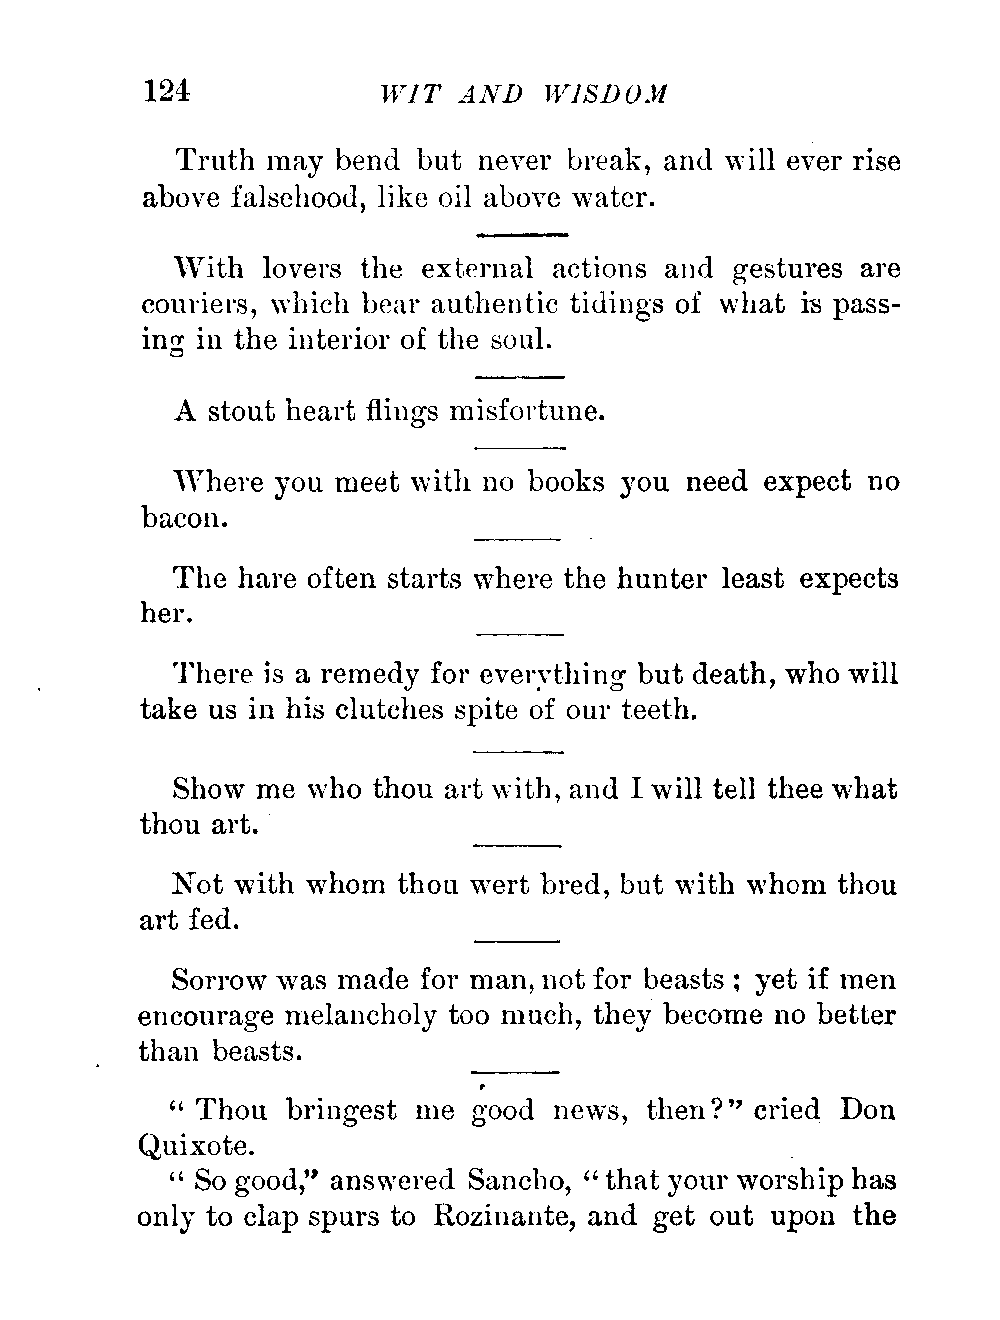 124 WIT AND WISDOM
Truth may bend but never break, and will ever rise
above falsehood, like oil above water.
With lovers the external actions and gestures are
couriers, which bear authentic tidings of what is pass-
ing in the interior of the soul.
A stout heart flings misfortune.
Where you meet with no books you need expect no
bacon.
The hare often starts where the hunter least expects
her.
There is a remedy for everything but death, who will
take us in his clutches spite of our teeth.
Show me who thou art with, and I will tell thee what
thou art.
Not with whom thou wert bred, but with whom thou
art fed.
Sorrow was made for man, not for beasts ; yet if men
encourage melancholy too much, they become no better
than beasts.
“ Thou bringest me good news, then?” cried Don
Quixote.
“ So good,” answered Sancho, “that your worship has
only to clap spurs to Rozinante, and get out upon the